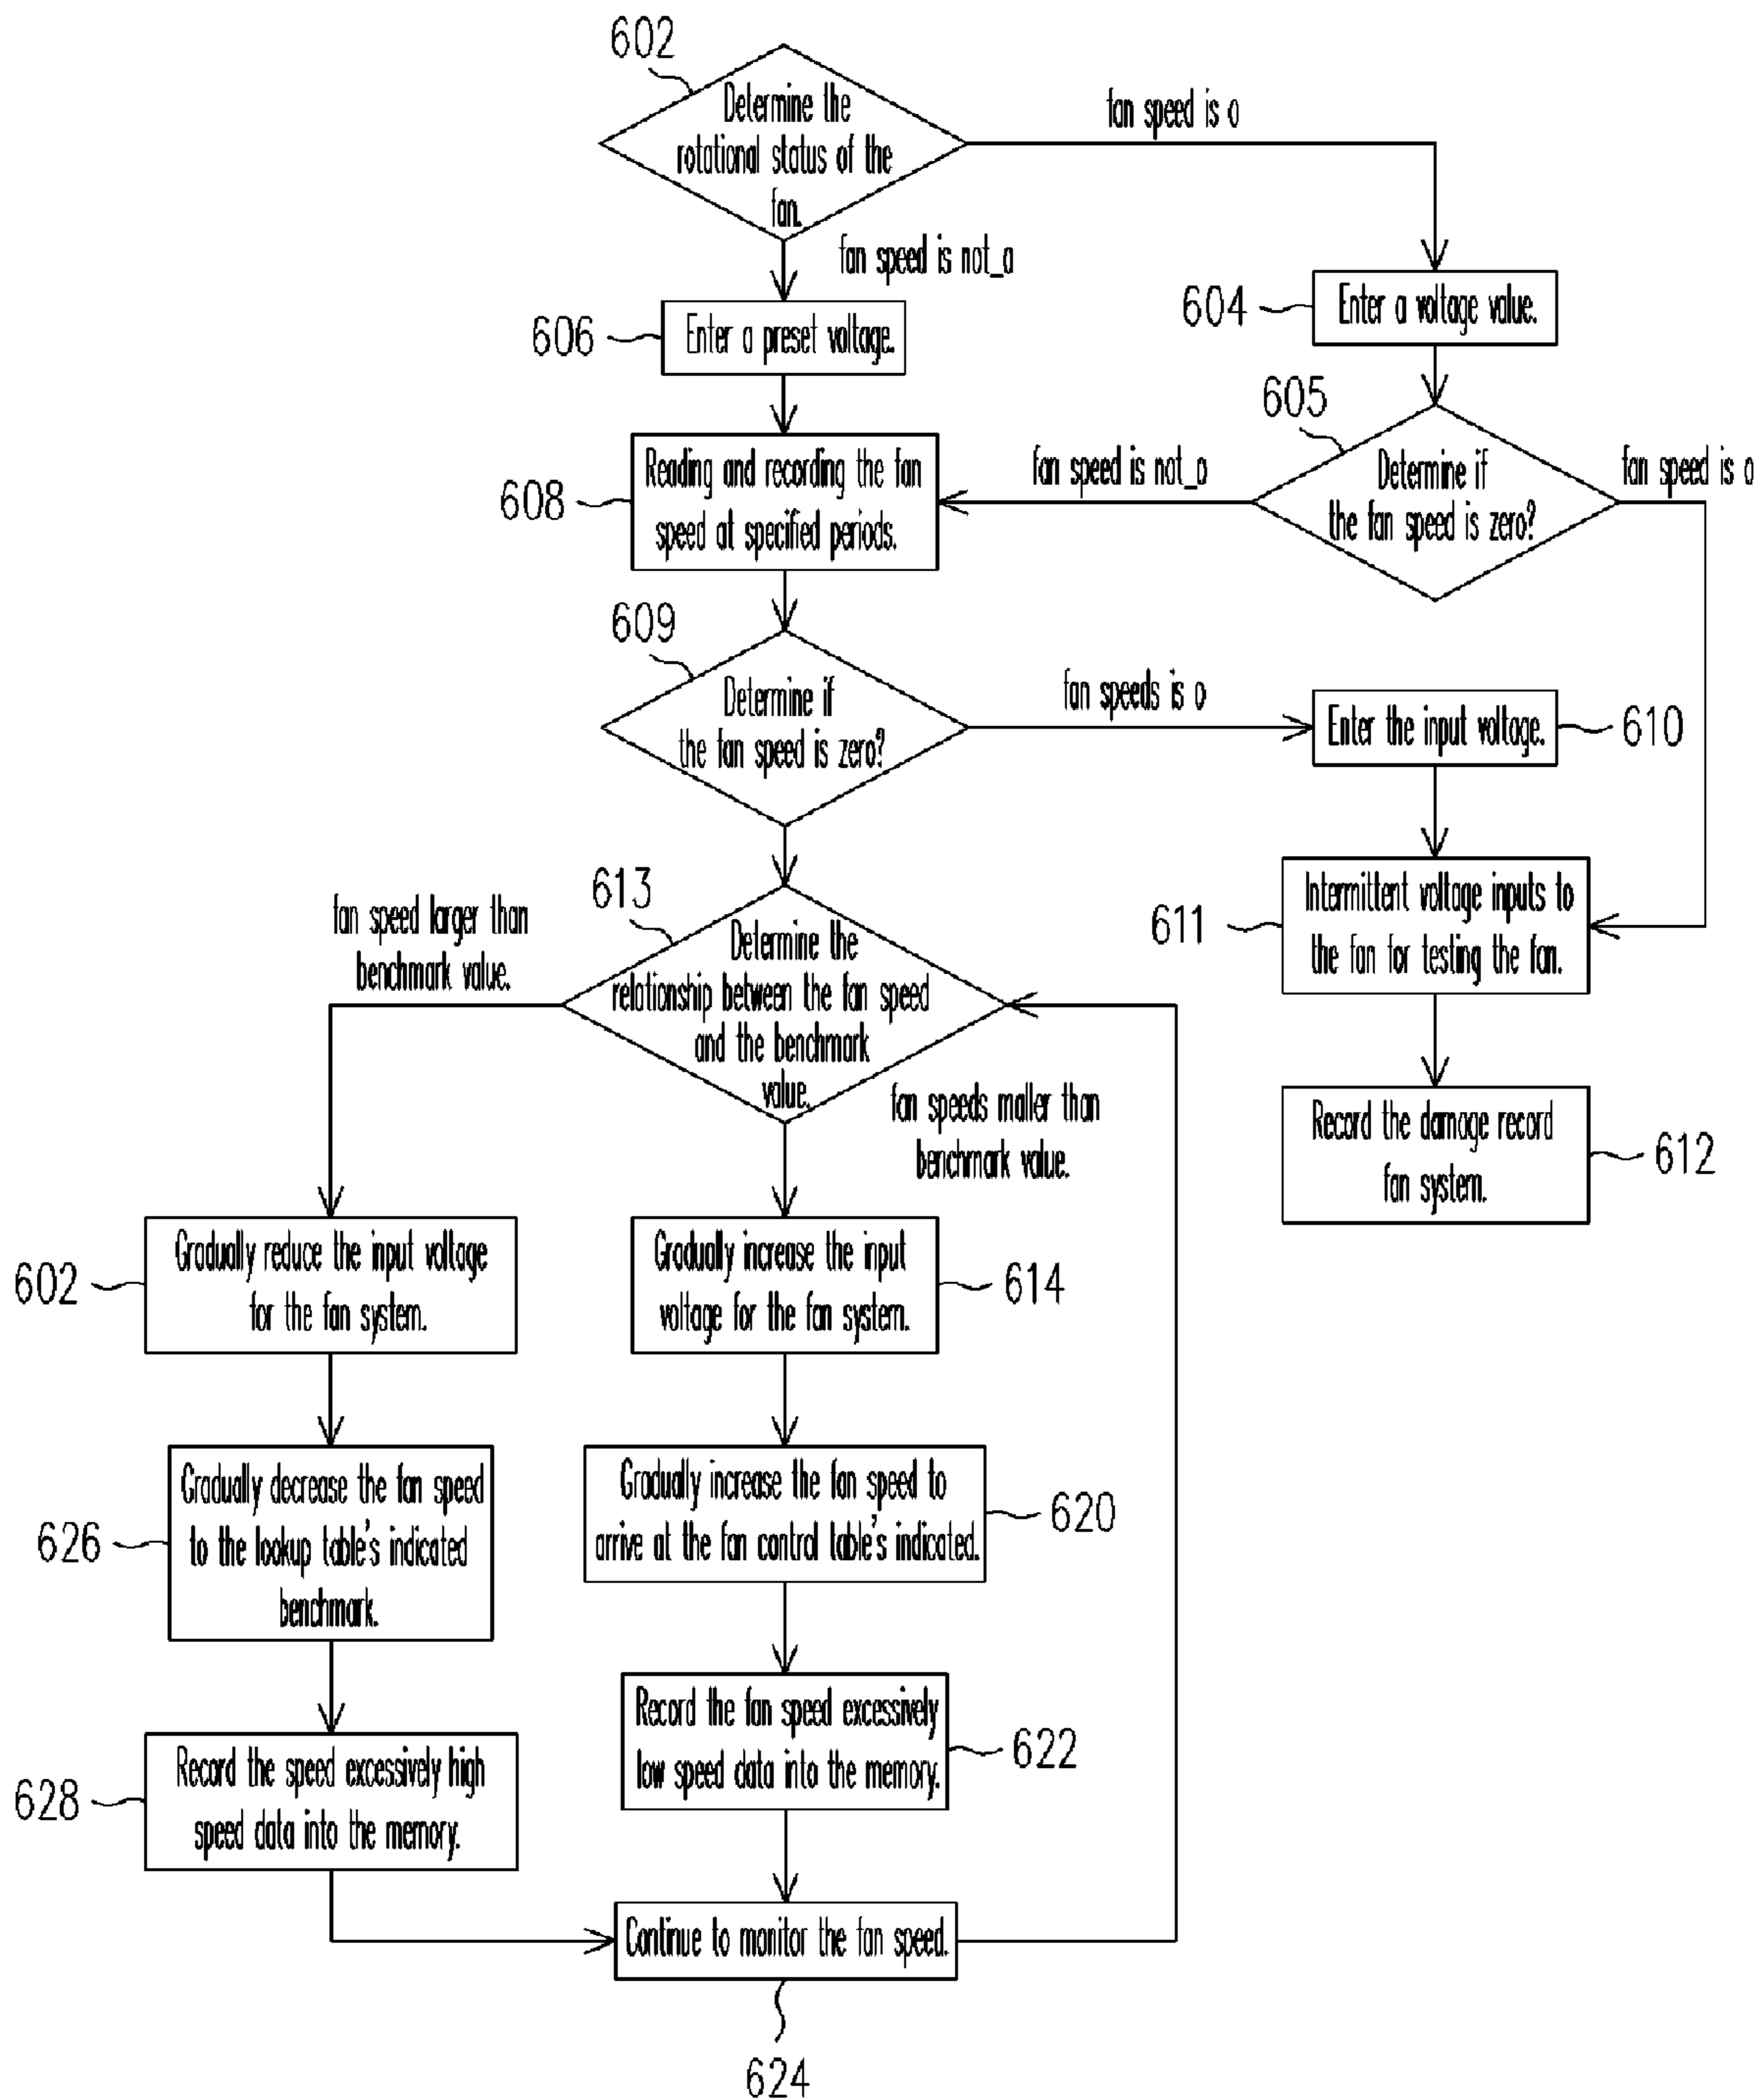 602
Determine the
rotational status of the
fan.
fan speed is o
fan speed is not_a
606
Enter a preset voltage.
604
Enter a voltage value.
605
Determine if
the fan speed is zero?
fan speed is not_o
fan speed is o
608
Reading and recording the fan
speed at specified periods.
609
Determine if
the fan speed is zero?
fan speeds is o
Enter the input voltage.
610
611
Intermittent voltage inputs to
the fan for testing the fan.
613
Determine the
relationship between the fan speed
and the benchmark
value.
fan speed larger than
benchmark value.
fan speeds maller than
benchmark value.
Record the damage record
fan system.
612
602
Gradually reduce the input voltage
for the fan system.
Gradually increase the input
voltage for the fan system.
614
626
Gradually decrease the fan speed
to the lookup table's indicated
benchmark.
Gradually increase the fan speed to
arrive at the fan control table's indicated.
620
628
Record the speed excessively high
speed data into the memory.
Record the fan speed excessively
low speed data into the memory.
622
Continue to monitor the fan speed.
624